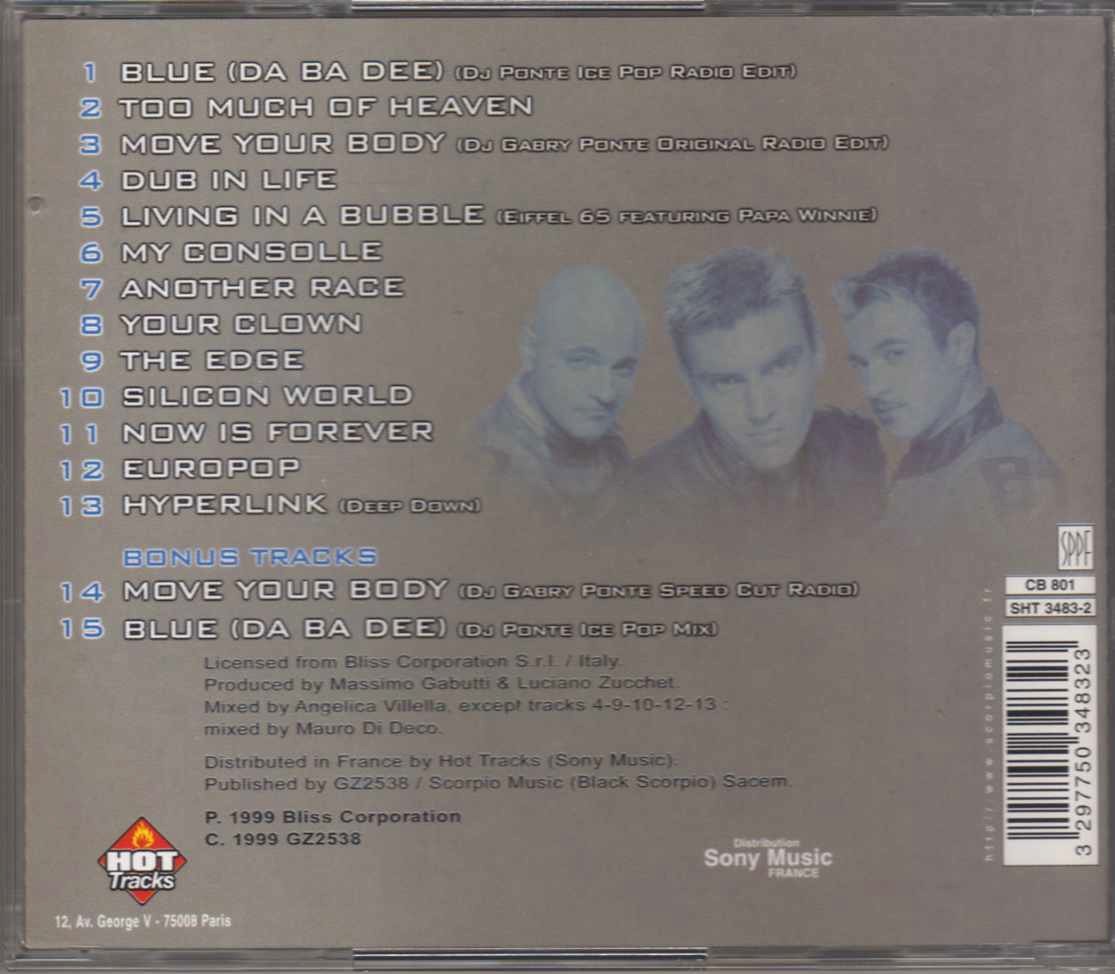 1 BLUE (DA BA DEE) (DJ PONTE ICE POP RADIO EDIT)
2 TOO MUCH OF HEAVEN
3 MOVE YOUR BODY (DJ GABRY PONTE ORIGINAL RADIO EDIT)
4 DUB IN LIFE
5 LIVING IN A BUBBLE (EIFFEL 65 FEATURING PAPA WINNIE)
6 MY CONSOLLE
7 ANOTHER RACE
8 YOUR CLOWN
9 THE EDGE
10 SILICON WORLD
11 NOW IS FOREVER
12 EUROPOP
13 HYPERLINK (DEEP DOWN)
BONUS TRACKS
14 MOVE YOUR BODY (DJ GABRY PONTE SPEED CUT RADIO)
15 BLUE (DA BA DEE) (DJ PONTE ICE POP MIX)
Licensed from Bliss Corporation S.r.l. / Italy.
Produced by Massimo Gabutti & Luciano Zucchet.
Mixed by Angelica Villella, except tracks 4-9-10-12-13 :
mixed by Mauro Di Deco.
Distributed in France by Hot Tracks (Sony Music).
Published by GZ2538 / Scorpio Music (Black Scorpio) Sacem.
P. 1999 Bliss Corporation
C. 1999 GZ2538
HOT
Tracks
12, Av. George V - 75008 Paris
Distribution
Sony Music
FRANCE
SPPF
CB 801
SHT 3483-2
3 297750 348323
http://www.scorpiomusic.fr